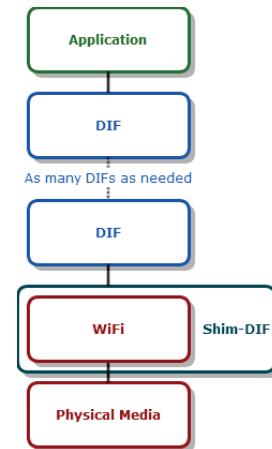 Application
DIF
As many DIFs as needed
DIF
WiFi
Shim-DIF
Physical Media